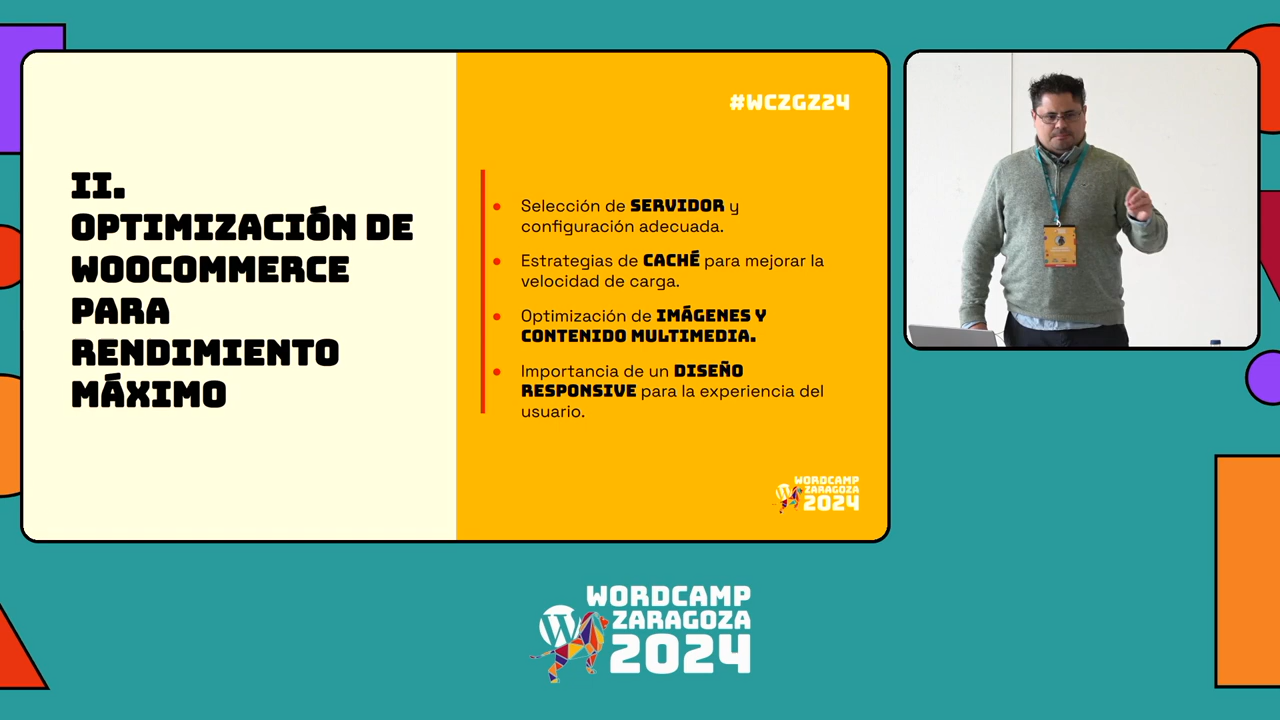 #WCZGZ24
II.
OPTIMIZACIÓN DE
WOOCOMMERCE
PARA
RENDIMIENTO
MÁXIMO
Selección de SERVIDOR y
configuración adecuada.
Estrategias de CACHÉ para mejorar la
velocidad de carga.
Optimización de IMÁGENES Y
CONTENIDO MULTIMEDIA.
Importancia de un DISEÑO
RESPONSIVE para la experiencia del
usuario.
WORDCAMP
ZARAGOZA
2024
WORDCAMP
ZARAGOZA
2024